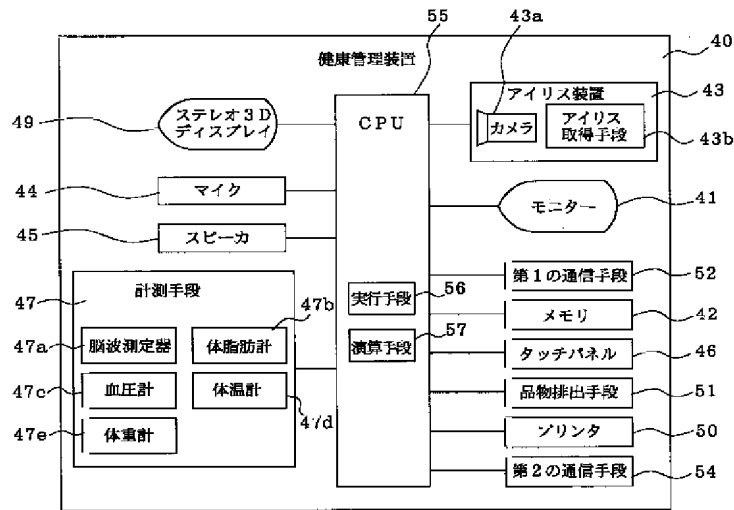 55
43a
40
健康管理装置
49
ステレオ3D
ディスプレイ
CPU
アイリス装置
43
カメラ
アイリス
取得手段
43b
44
マイク
モニター
41
45
スピーカ
47
計測手段
47b
第1の通信手段
52
実行手段
56
メモリ
42
47a
脳波測定器
体脂肪計
演算手段
57
タッチパネル
46
47c
血圧計
体温計
47d
品物排出手段
51
47e
体重計
プリンタ
50
第2の通信手段
54